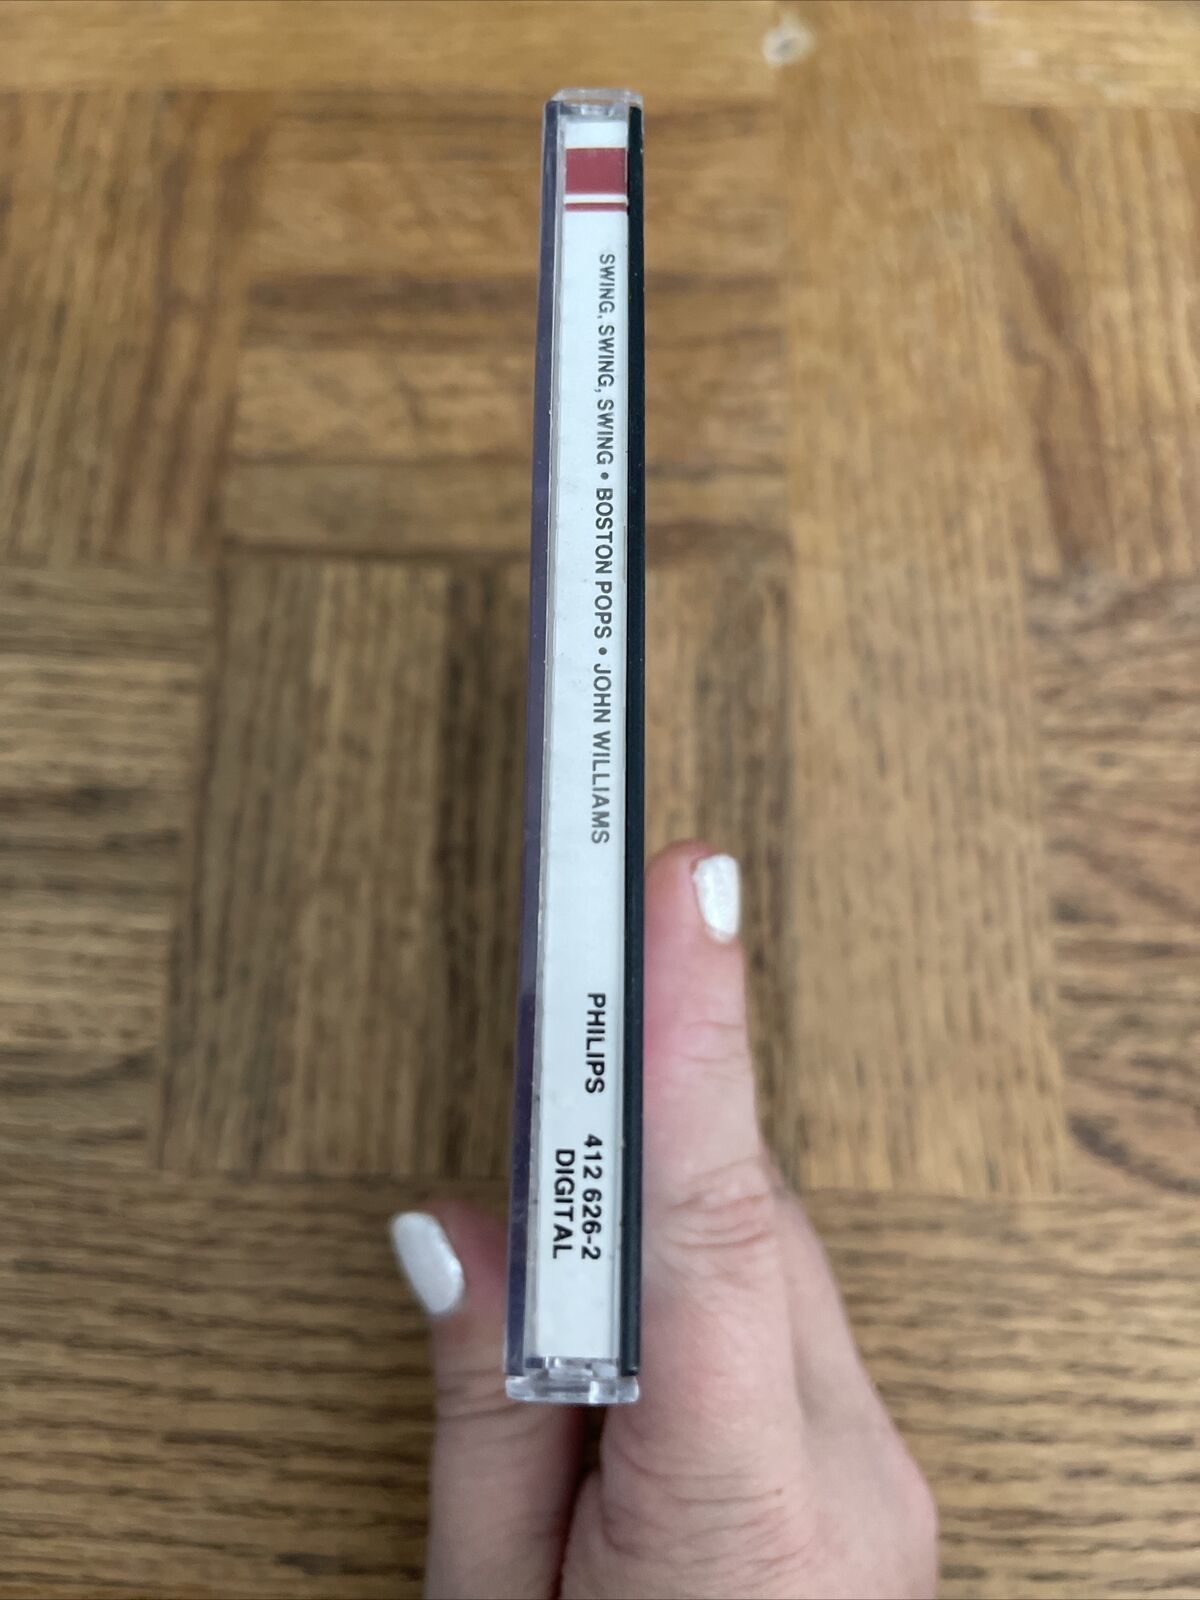 SWING, SWING, SWING • BOSTON POPS • JOHN WILLIAMS
PHILIPS 412 626-2
DIGITAL